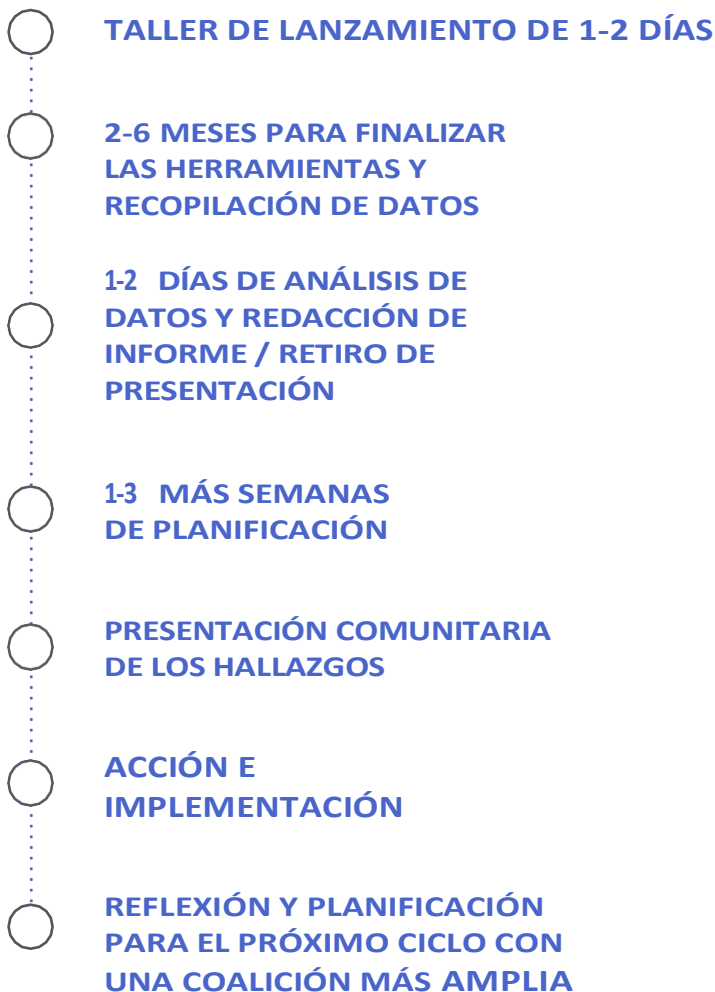 TALLER DE LANZAMIENTO DE 1-2 DÍAS
2-6 MESES PARA FINALIZAR
LAS HERRAMIENTAS Y
RECOPILACIÓN DE DATOS
1-2 DÍAS DE ANÁLISIS DE
DATOS Y REDACCIÓN DE
INFORME / RETIRO DE
PRESENTACIÓN
1-3 MÁS SEMANAS
DE PLANIFICACIÓN
PRESENTACIÓN COMUNITARIA
DE LOS HALLAZGOS
ACCIÓN E
IMPLEMENTACIÓN
REFLEXIÓN Y PLANIFICACIÓN
PARA EL PRÓXIMO CICLO CON
UNA COALICIÓN MÁS AMPLIA